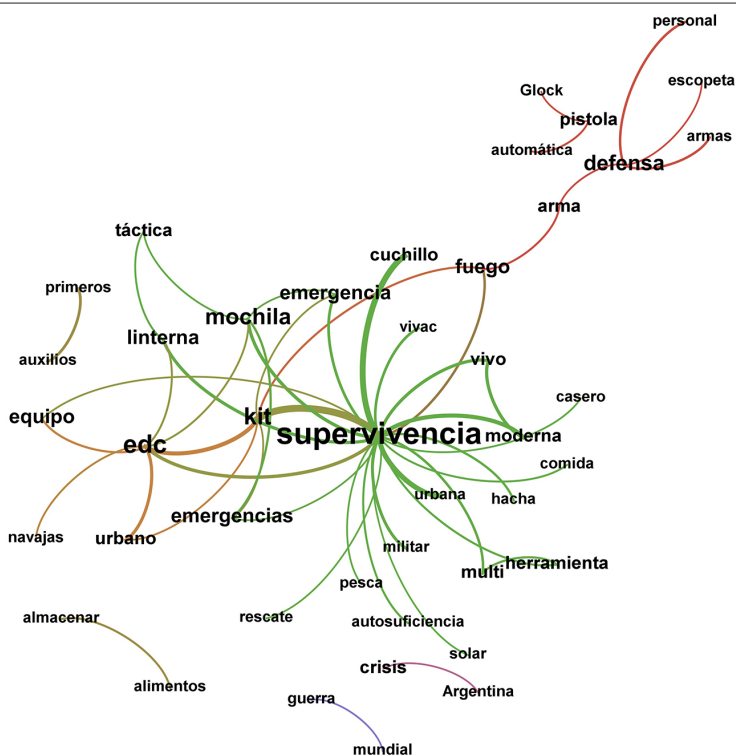 personal
escopeta
Glock
pistola
armas
automática
defensa
arma
táctica
cuchillo
fuego
primeros
emergencia
mochila
vivac
linterna
auxilios
vivo
casero
equipo
kit
supervivencia
moderna
edc
comida
urbana
hacha
emergencias
navajas
urbano
militar
herramienta
multi
pesca
almacenar
rescate
autosuficiencia
solar
crisis
alimentos
Argentina
guerra
mundial